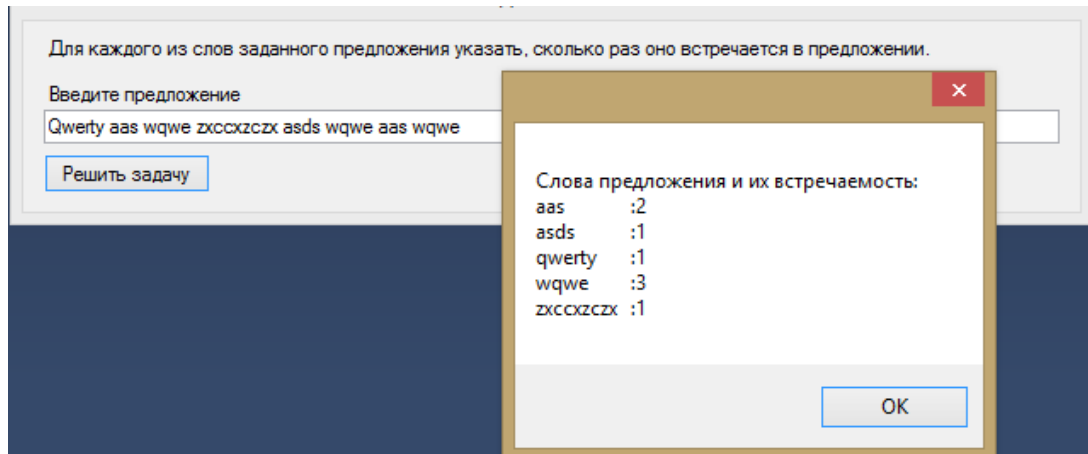 Для каждого из слов заданного предложения указать, сколько раз оно встречается в предложении.
Введите предложение
Qwerty aas wqwe zxccxzczx asds wqwe aas wqwe
Решить задачу
Слова предложения и их встречаемость:
aas :2
asds :1
qwerty :1
wqwe :3
zxccxzczx :1
OK